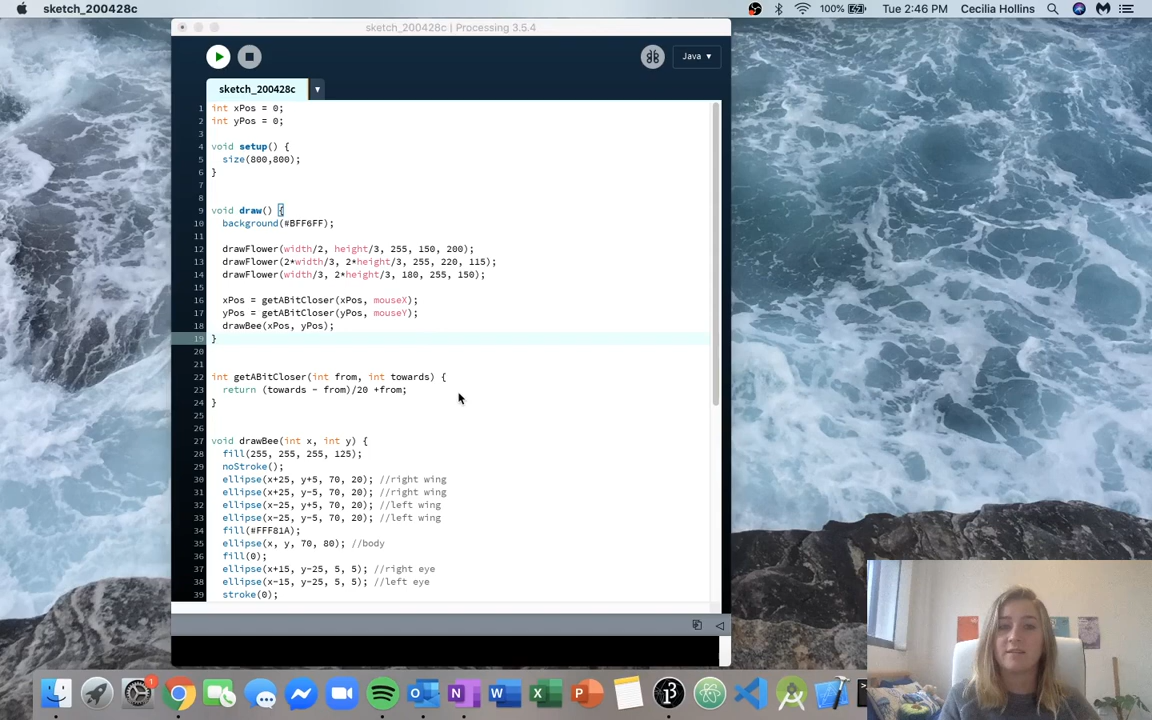 sketch_200428c
100%
Tue 2:46 PM
Cecilia Hollins
sketch_200428c | Processing 3.5.4
Java ▾
sketch_200428c
1 int xPos = 0;
2 int yPos = 0;
3
4 void setup() {
5 size(800,800);
6 }
7
8
9 void draw() {
10 background(#BFF6FF);
11
12 drawFlower(width/2, height/3, 255, 150, 200);
13 drawFlower(2*width/3, 2*height/3, 255, 220, 115);
14 drawFlower(width/3, 2*height/3, 180, 255, 150);
15
16 xPos = getABitCloser(xPos, mouseX);
17 yPos = getABitCloser(yPos, mouseY);
18 drawBee(xPos, yPos);
19 }
20
21
22 int getABitCloser(int from, int towards) {
23 return (towards - from)/20 +from;
24 }
25
26
27 void drawBee(int x, int y) {
28 fill(255, 255, 255, 125);
29 noStroke();
30 ellipse(x+25, y+5, 70, 20); //right wing
31 ellipse(x+25, y-5, 70, 20); //right wing
32 ellipse(x-25, y+5, 70, 20); //left wing
33 ellipse(x-25, y-5, 70, 20); //left wing
34 fill(#FFF81A);
35 ellipse(x, y, 70, 80); //body
36 fill(0);
37 ellipse(x+15, y-25, 5, 5); //right eye
38 ellipse(x-15, y-25, 5, 5); //left eye
39 stroke(0);